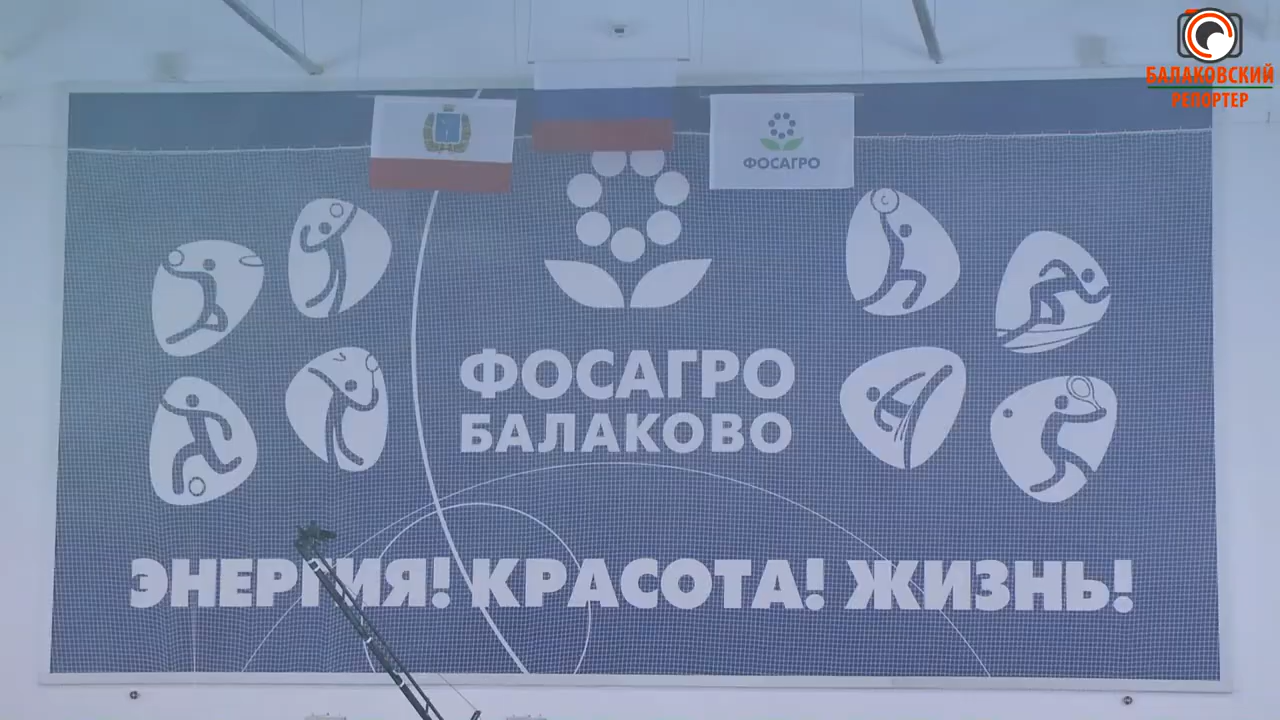 БАЛАКОВСКИЙ
РЕПОРТЕР
ФОСАГРО
ФОСАГРО
БАЛАКОВО
ЭНЕРГИЯ! КРАСОТА! ЖИЗНЬ!